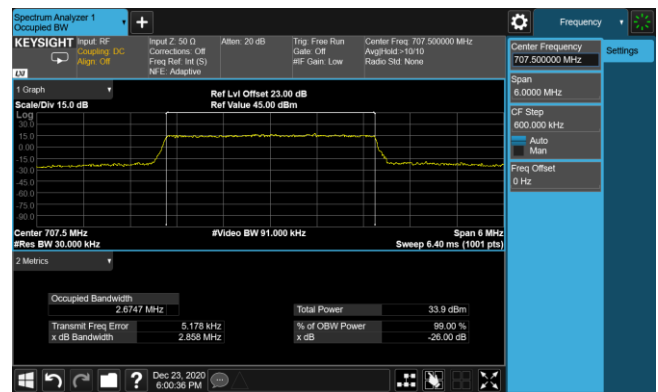 Spectrum Analyzer 1
Occupied BW
Frequency
KEYSIGHT
Input: RF
Coupling: DC
Align: Off
Input Z: 50 Ω
Corrections: Off
Freq Ref: Int (S)
NFE: Adaptive
Atten: 20 dB
Trig: Free Run
Gate: Off
#IF Gain: Low
Center Freq: 707.500000 MHz
Avg|Hold:>10/10
Radio Std: None
LXI
Center Frequency
707.500000 MHz
Settings
Span
6.0000 MHz
CF Step
600.000 kHz
Auto
Man
Freq Offset
0 Hz
1 Graph
Scale/Div 15.0 dB
Ref Lvl Offset 23.00 dB
Ref Value 45.00 dBm
Log
30.0
15.0
0.00
-15.0
-30.0
-45.0
-60.0
-75.0
-90.0
Center 707.5 MHz
#Res BW 30.000 kHz
#Video BW 91.000 kHz
Span 6 MHz
Sweep 6.40 ms (1001 pts)
2 Metrics
Occupied Bandwidth
2.6747 MHz
Total Power 33.9 dBm
Transmit Freq Error 5.178 kHz
% of OBW Power 99.00 %
x dB Bandwidth 2.858 MHz
x dB -26.00 dB
?
Dec 23, 2020
6:00:36 PM